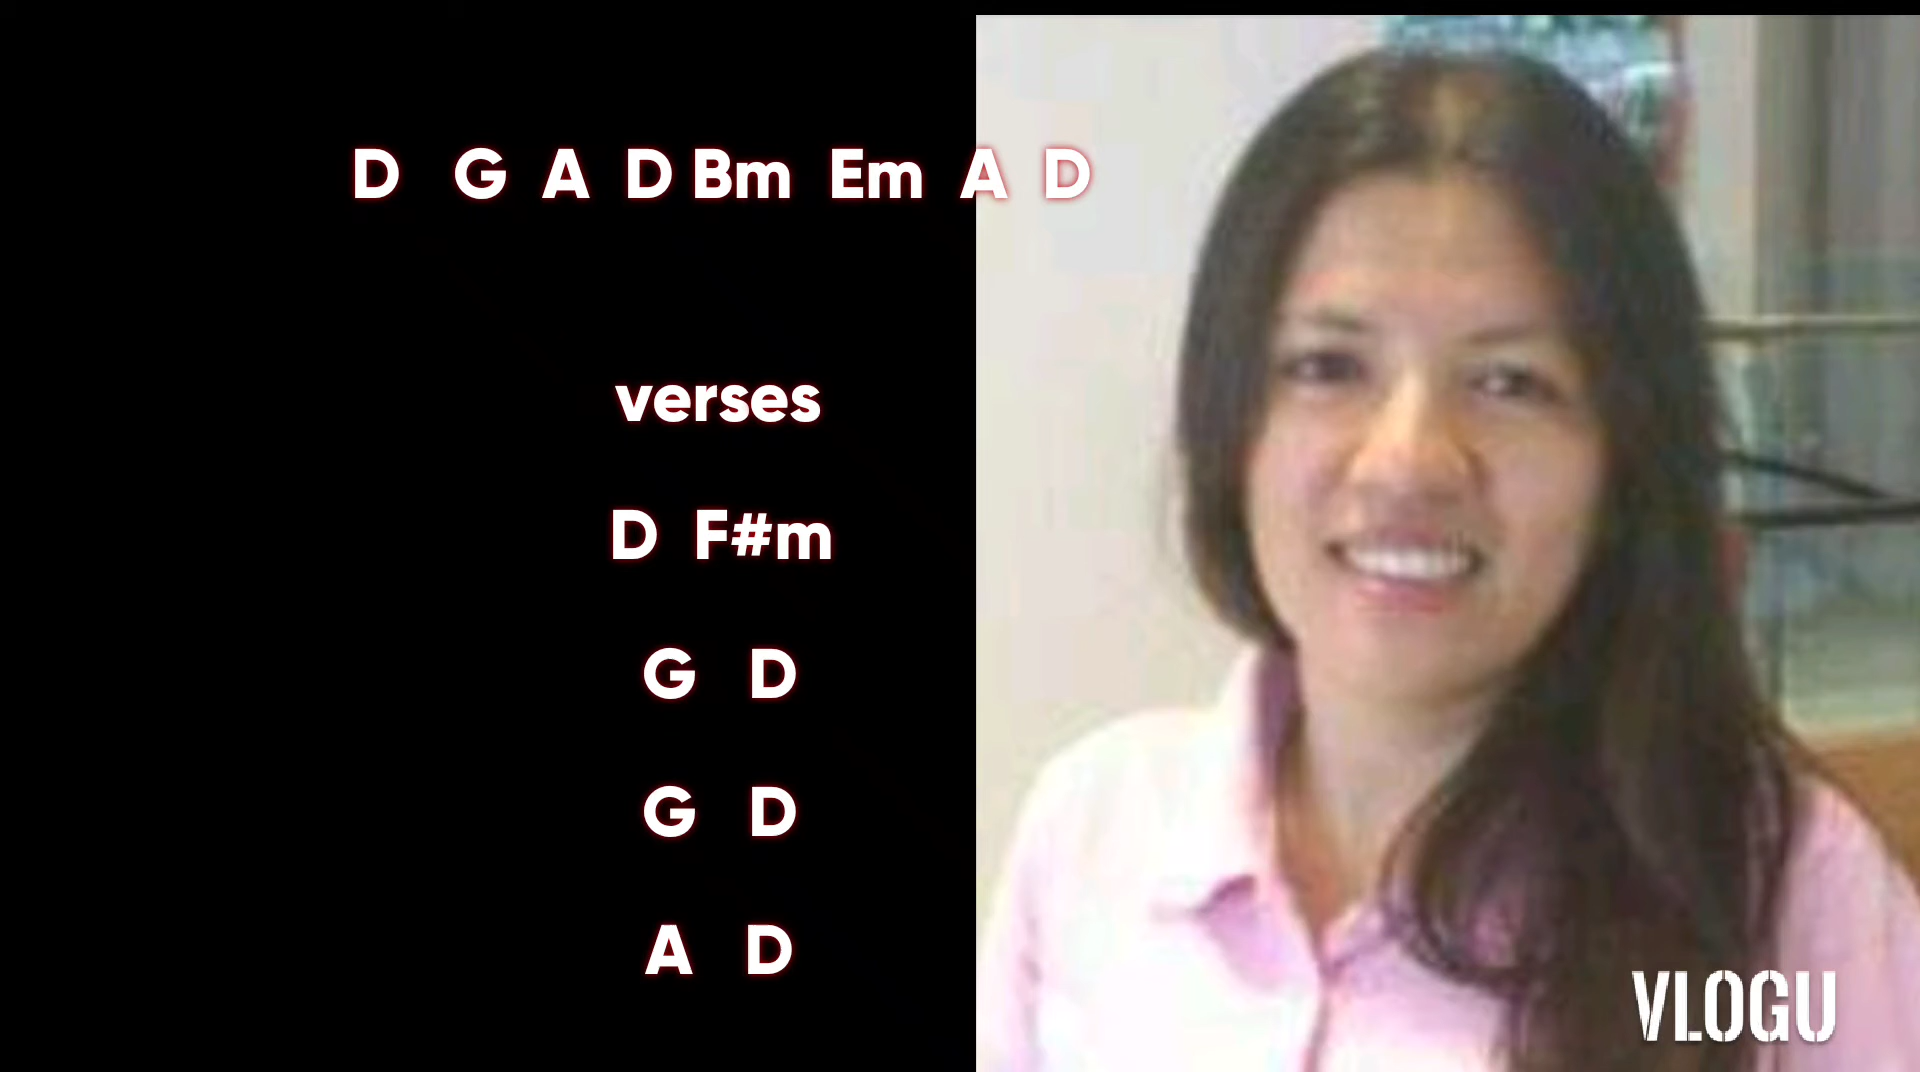 D G A D Bm Em A D
verses
D F#m
G D
G D
A D
VLOGU